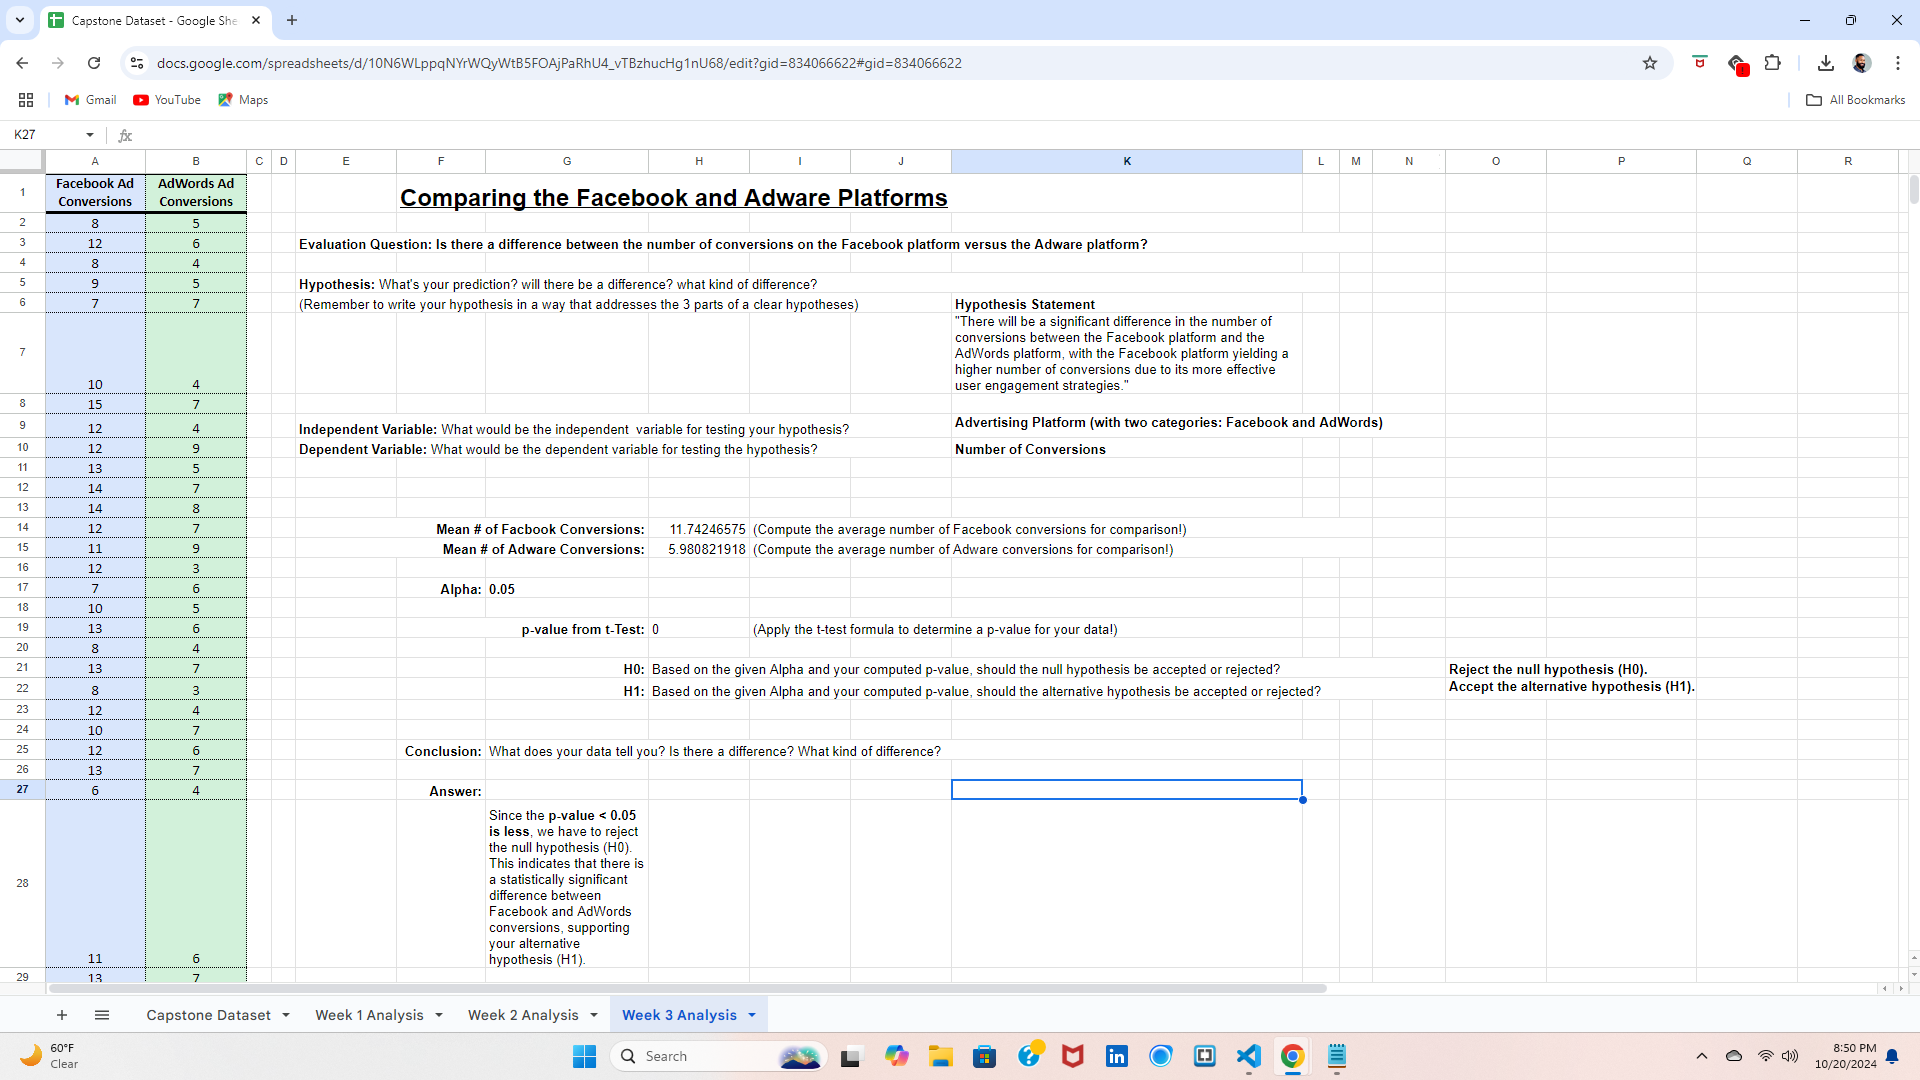 Capstone Dataset - Google She
docs.google.com/spreadsheets/d/10N6WLppqNYrWQyWtB5FOAjPaRhU4_vTBzhucHg1nU68/edit?gid=834066622#gid=834066622
Gmail YouTube Maps All Bookmarks
K27 fx
A B C D E F G H I J K L M N O P Q R
1 Facebook Ad Conversions AdWords Ad Conversions Comparing the Facebook and Adware Platforms
2 8 5
3 12 6 Evaluation Question: Is there a difference between the number of conversions on the Facebook platform versus the Adware platform?
4 8 4
5 9 5 Hypothesis: What's your prediction? will there be a difference? what kind of difference?
6 7 7 (Remember to write your hypothesis in a way that addresses the 3 parts of a clear hypotheses) Hypothesis Statement
"There will be a significant difference in the number of
conversions between the Facebook platform and the
AdWords platform, with the Facebook platform yielding a
higher number of conversions due to its more effective
user engagement strategies."
7 10 4
8 15 7
9 12 4 Independent Variable: What would be the independent variable for testing your hypothesis? Advertising Platform (with two categories: Facebook and AdWords)
10 12 9 Dependent Variable: What would be the dependent variable for testing the hypothesis? Number of Conversions
11 13 5
12 14 7
13 14 8
14 12 7 Mean # of Facbook Conversions: 11.74246575 (Compute the average number of Facebook conversions for comparison!)
15 11 9 Mean # of Adware Conversions: 5.980821918 (Compute the average number of Adware conversions for comparison!)
16 12 3
17 7 6 Alpha: 0.05
18 10 5
19 13 6 p-value from t-Test: 0 (Apply the t-test formula to determine a p-value for your data!)
20 8 4
21 13 7 H0: Based on the given Alpha and your computed p-value, should the null hypothesis be accepted or rejected? Reject the null hypothesis (H0).
22 8 3 H1: Based on the given Alpha and your computed p-value, should the alternative hypothesis be accepted or rejected? Accept the alternative hypothesis (H1).
23 12 4
24 10 7
25 12 6 Conclusion: What does your data tell you? Is there a difference? What kind of difference?
26 13 7
27 6 4 Answer:
Since the p-value < 0.05
is less, we have to reject
the null hypothesis (H0).
This indicates that there is
a statistically significant
difference between
Facebook and AdWords
conversions, supporting
your alternative
hypothesis (H1).
28 11 6
29 13 7
Capstone Dataset Week 1 Analysis Week 2 Analysis Week 3 Analysis
60°F
Clear
Search
8:50 PM
10/20/2024